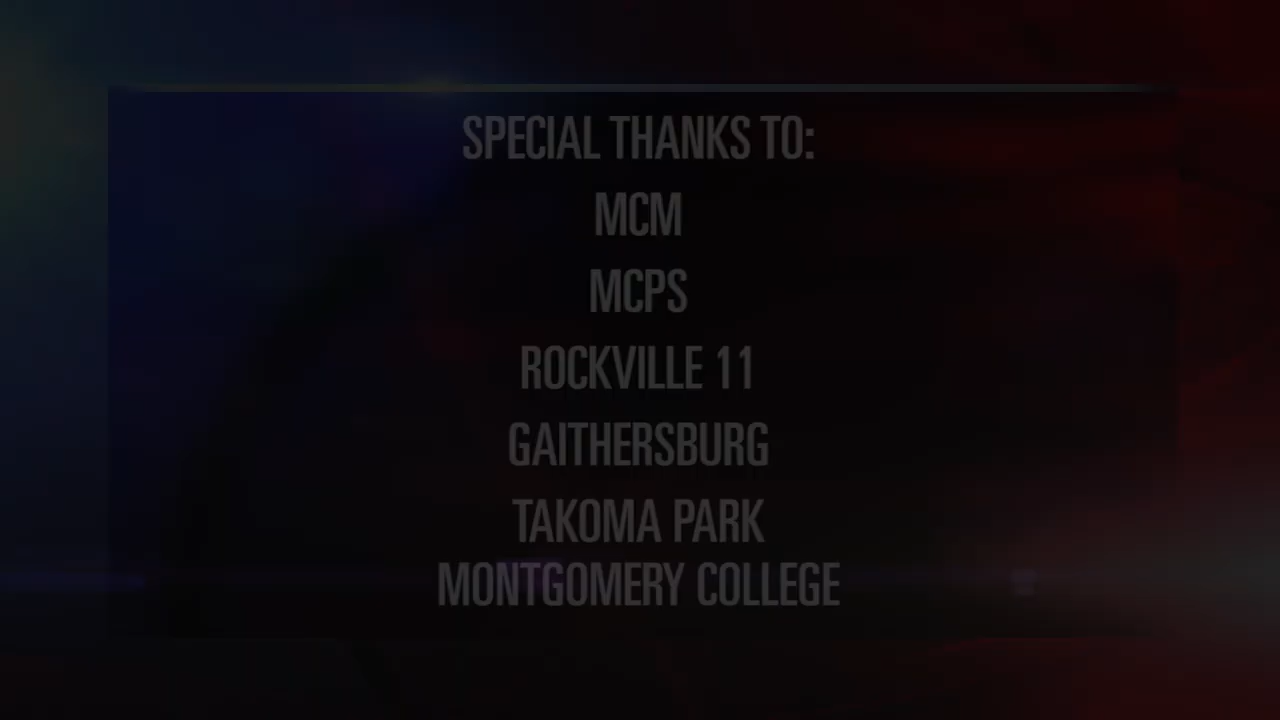 SPECIAL THANKS TO:
MCM
MCPS
ROCKVILLE 11
GAITHERSBURG
TAKOMA PARK
MONTGOMERY COLLEGE